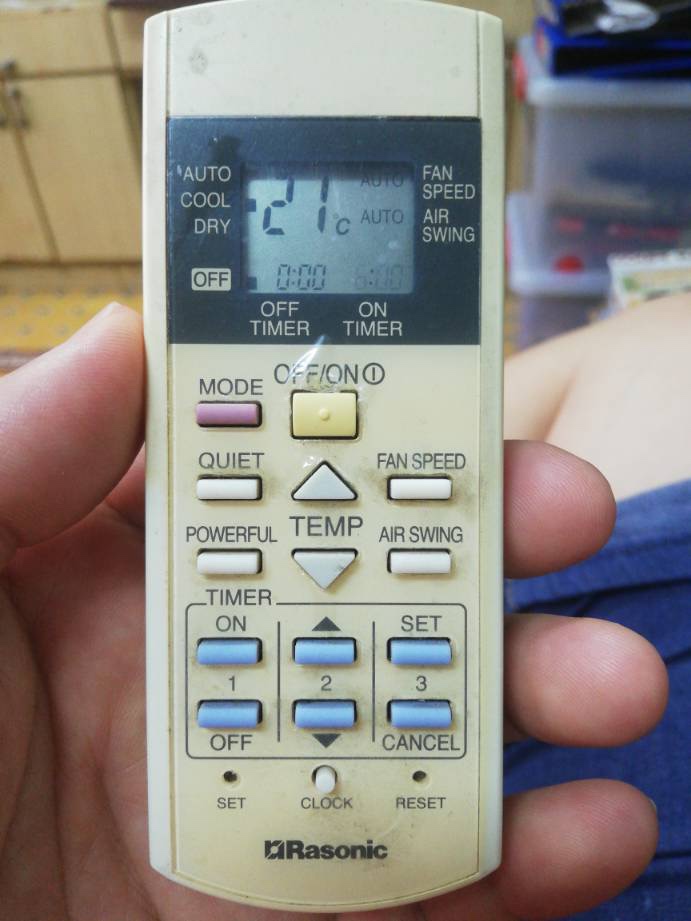 AUTO
COOL
DRY
OFF
21°C
AUTO
AUTO
0:00
FAN
SPEED
AIR
SWING
OFF
TIMER
ON
TIMER
OFF/ON
MODE
QUIET
FAN SPEED
POWERFUL
TEMP
AIR SWING
TIMER
ON
SET
1
2
3
OFF
CANCEL
SET
CLOCK
RESET
Rasonic